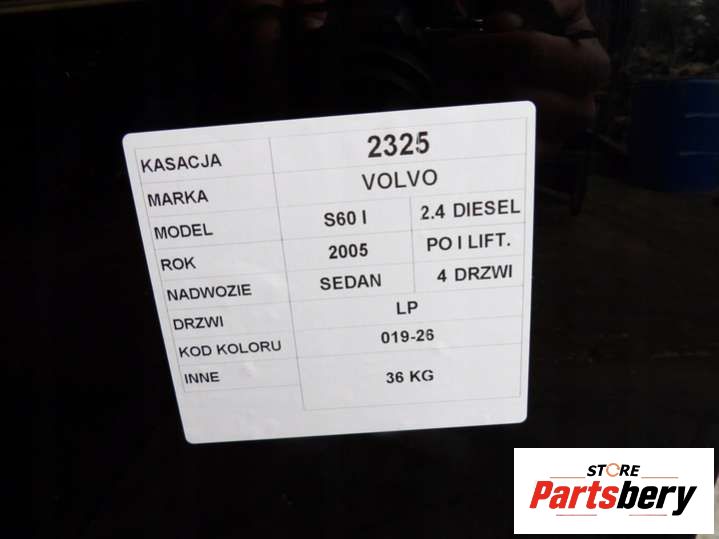 KASACJA 2325
MARKA VOLVO
MODEL S60 I 2.4 DIESEL
ROK 2005 PO I LIFT.
NADWOZIE SEDAN 4 DRZWI
DRZWI LP
KOD KOLORU 019-26
INNE 36 KG
STORE
Partsbery